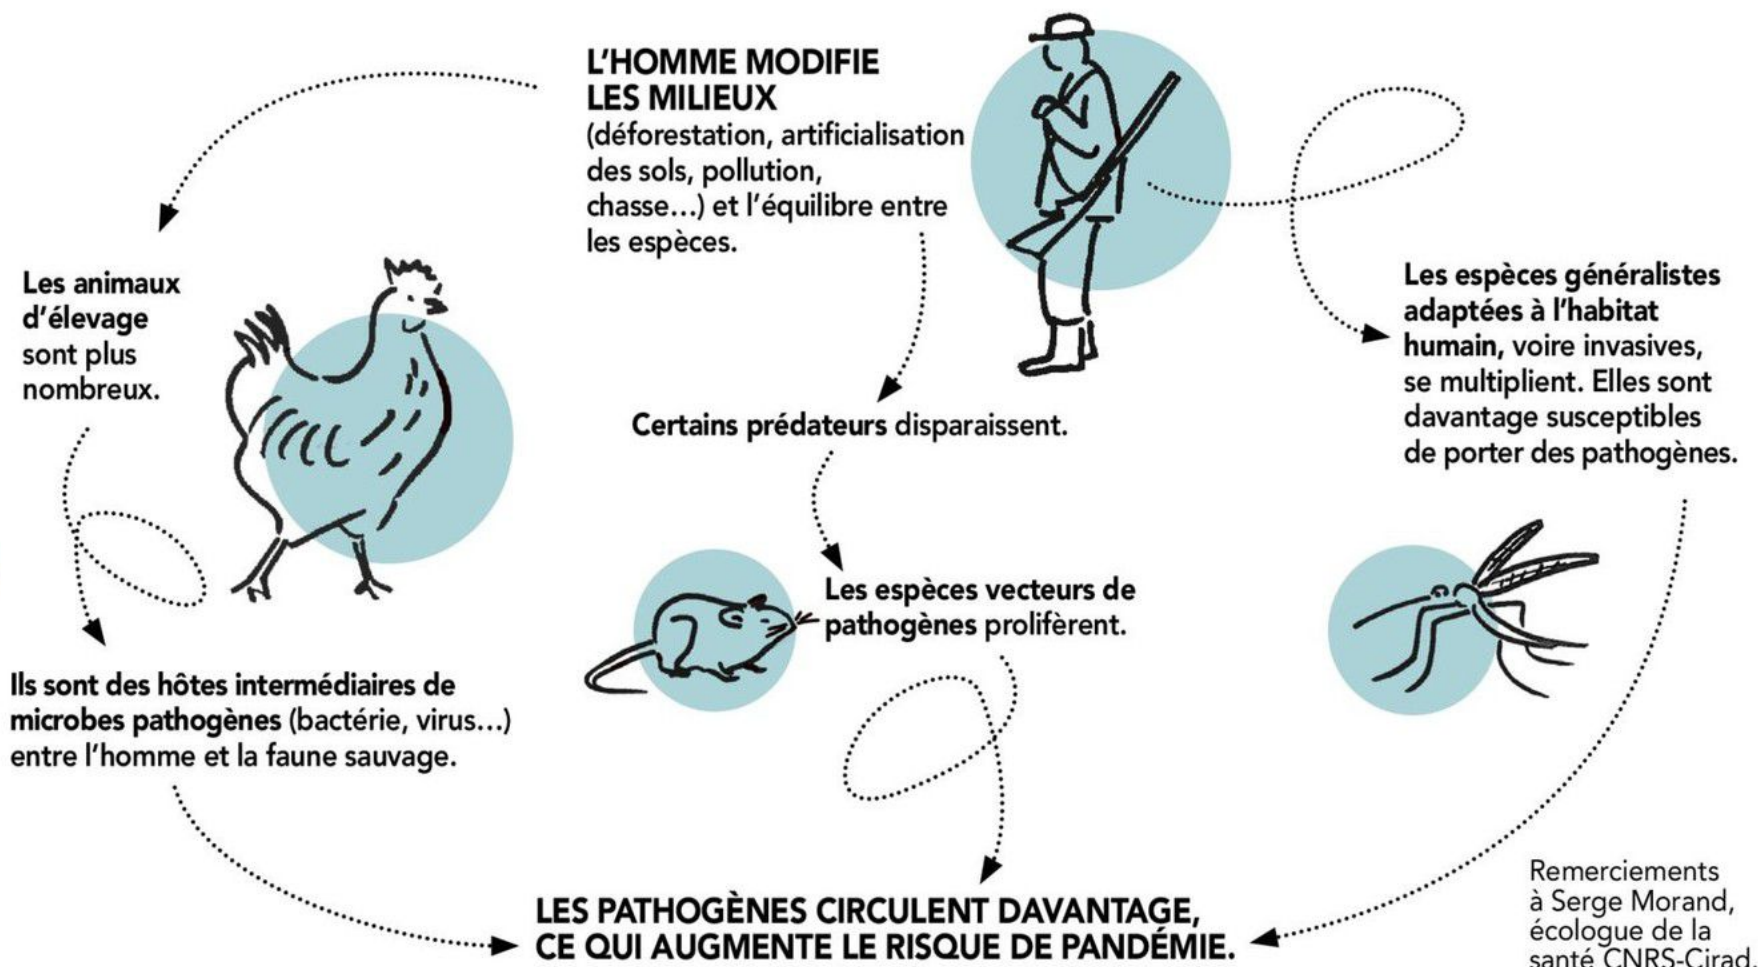 L'HOMME MODIFIE
LES MILIEUX
(déforestation, artificialisation
des sols, pollution,
chasse...) et l'équilibre entre
les espèces.
Les animaux
d'élevage
sont plus
nombreux.
Ils sont des hôtes intermédiaires de
microbes pathogènes (bactérie, virus...)
entre l'homme et la faune sauvage.
Certains prédateurs disparaissent.
Les espèces vecteurs de
pathogènes prolifèrent.
Les espèces généralistes
adaptées à l'habitat
humain, voire invasives,
se multiplient. Elles sont
davantage susceptibles
de porter des pathogènes.
LES PATHOGÈNES CIRCULENT DAVANTAGE,
CE QUI AUGMENTE LE RISQUE DE PANDÉMIE.
Remerciements
à Serge Morand,
écologue de la
santé CNRS-Cirad.